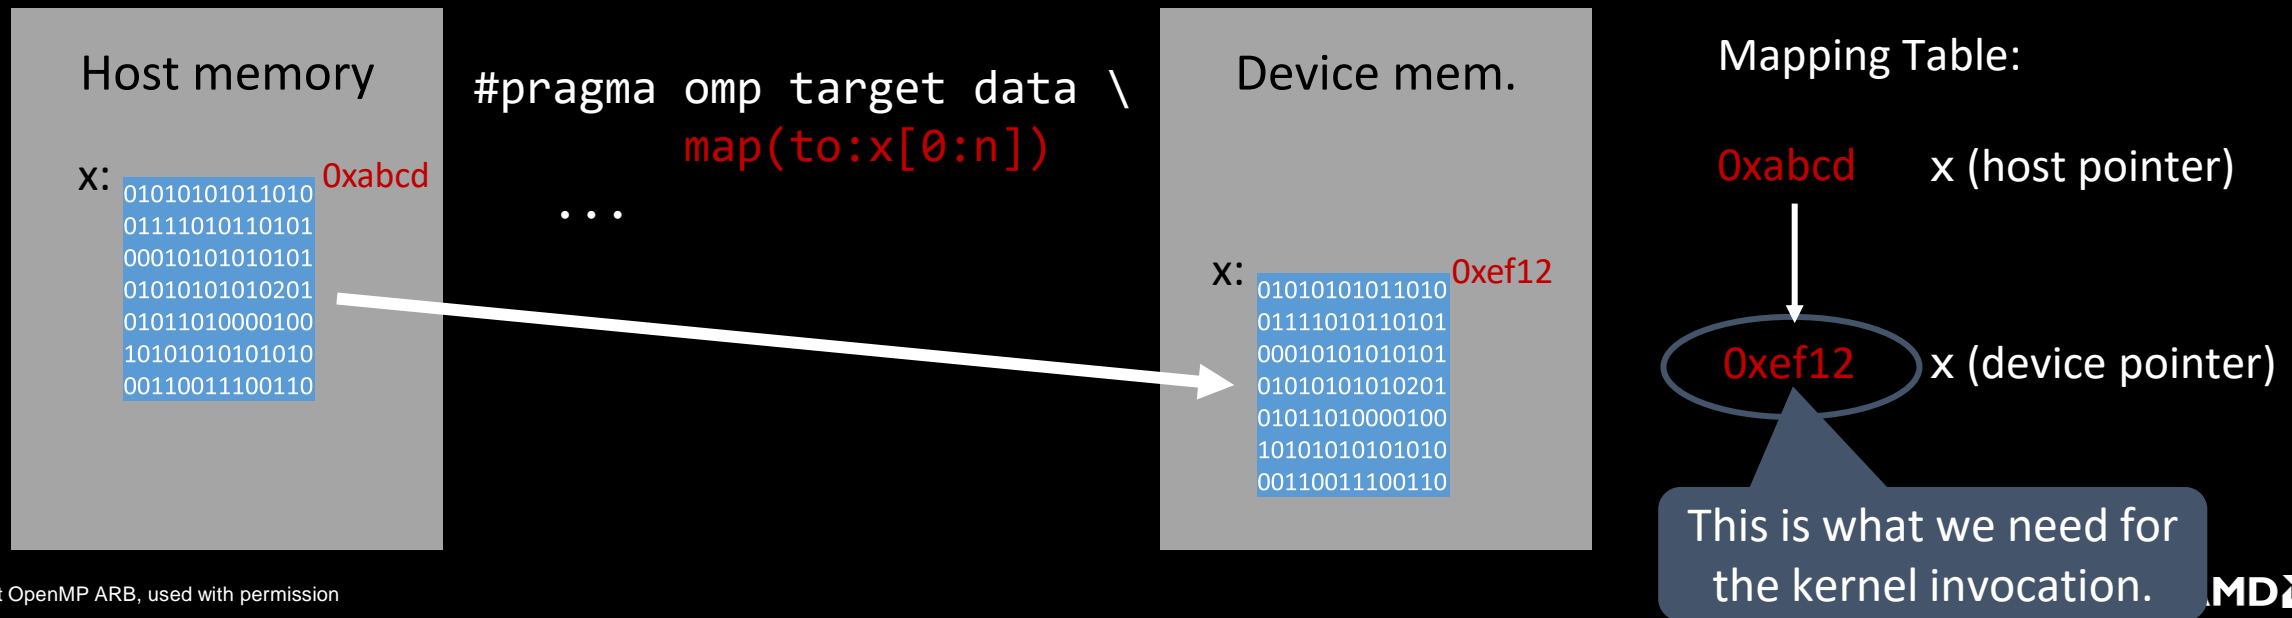 Host memory
x:
0xabcd
01010101011010
01111010110101
00010101010101
01010101010201
01011010000100
10101010101010
00110011100110
#pragma omp target data \
map(to:x[0:n])
...
Device mem.
x:
0xef12
01010101011010
01111010110101
00010101010101
01010101010201
01011010000100
10101010101010
00110011100110
Mapping Table:
0xabcd x (host pointer)
0xef12 x (device pointer)
This is what we need for
the kernel invocation.
t OpenMP ARB, used with permission
MD